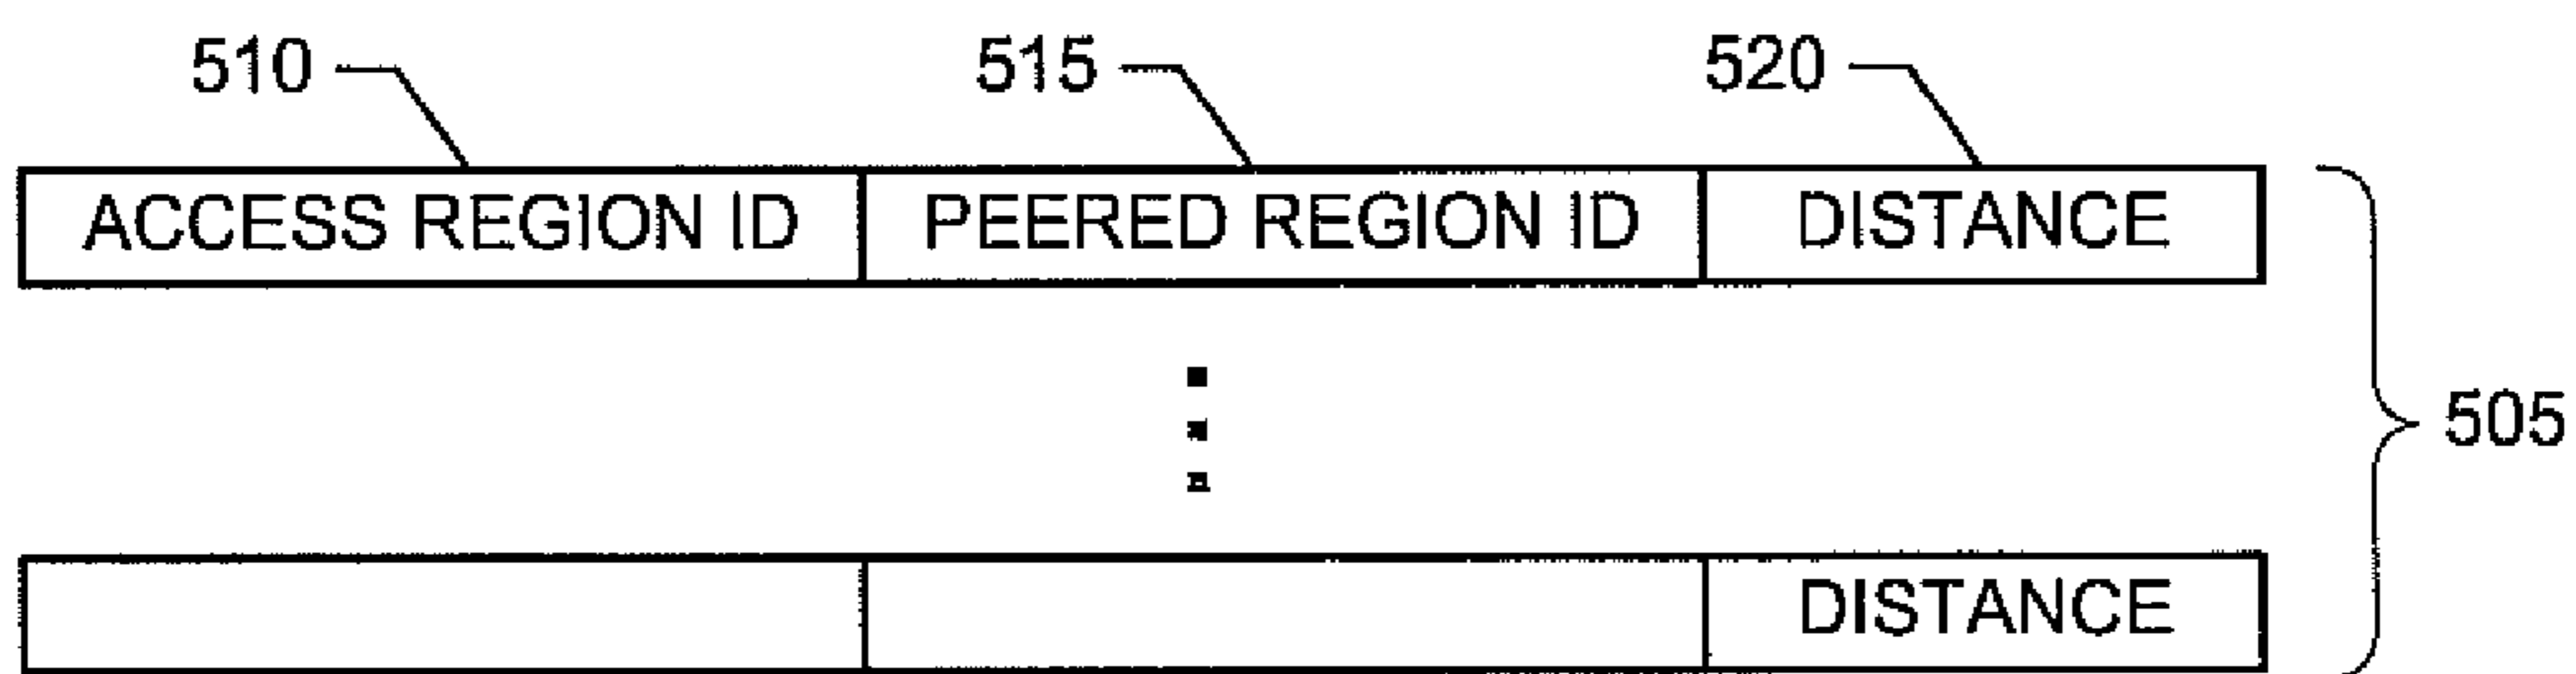 510 515 520
ACCESS REGION ID PEERED REGION ID DISTANCE
505
DISTANCE